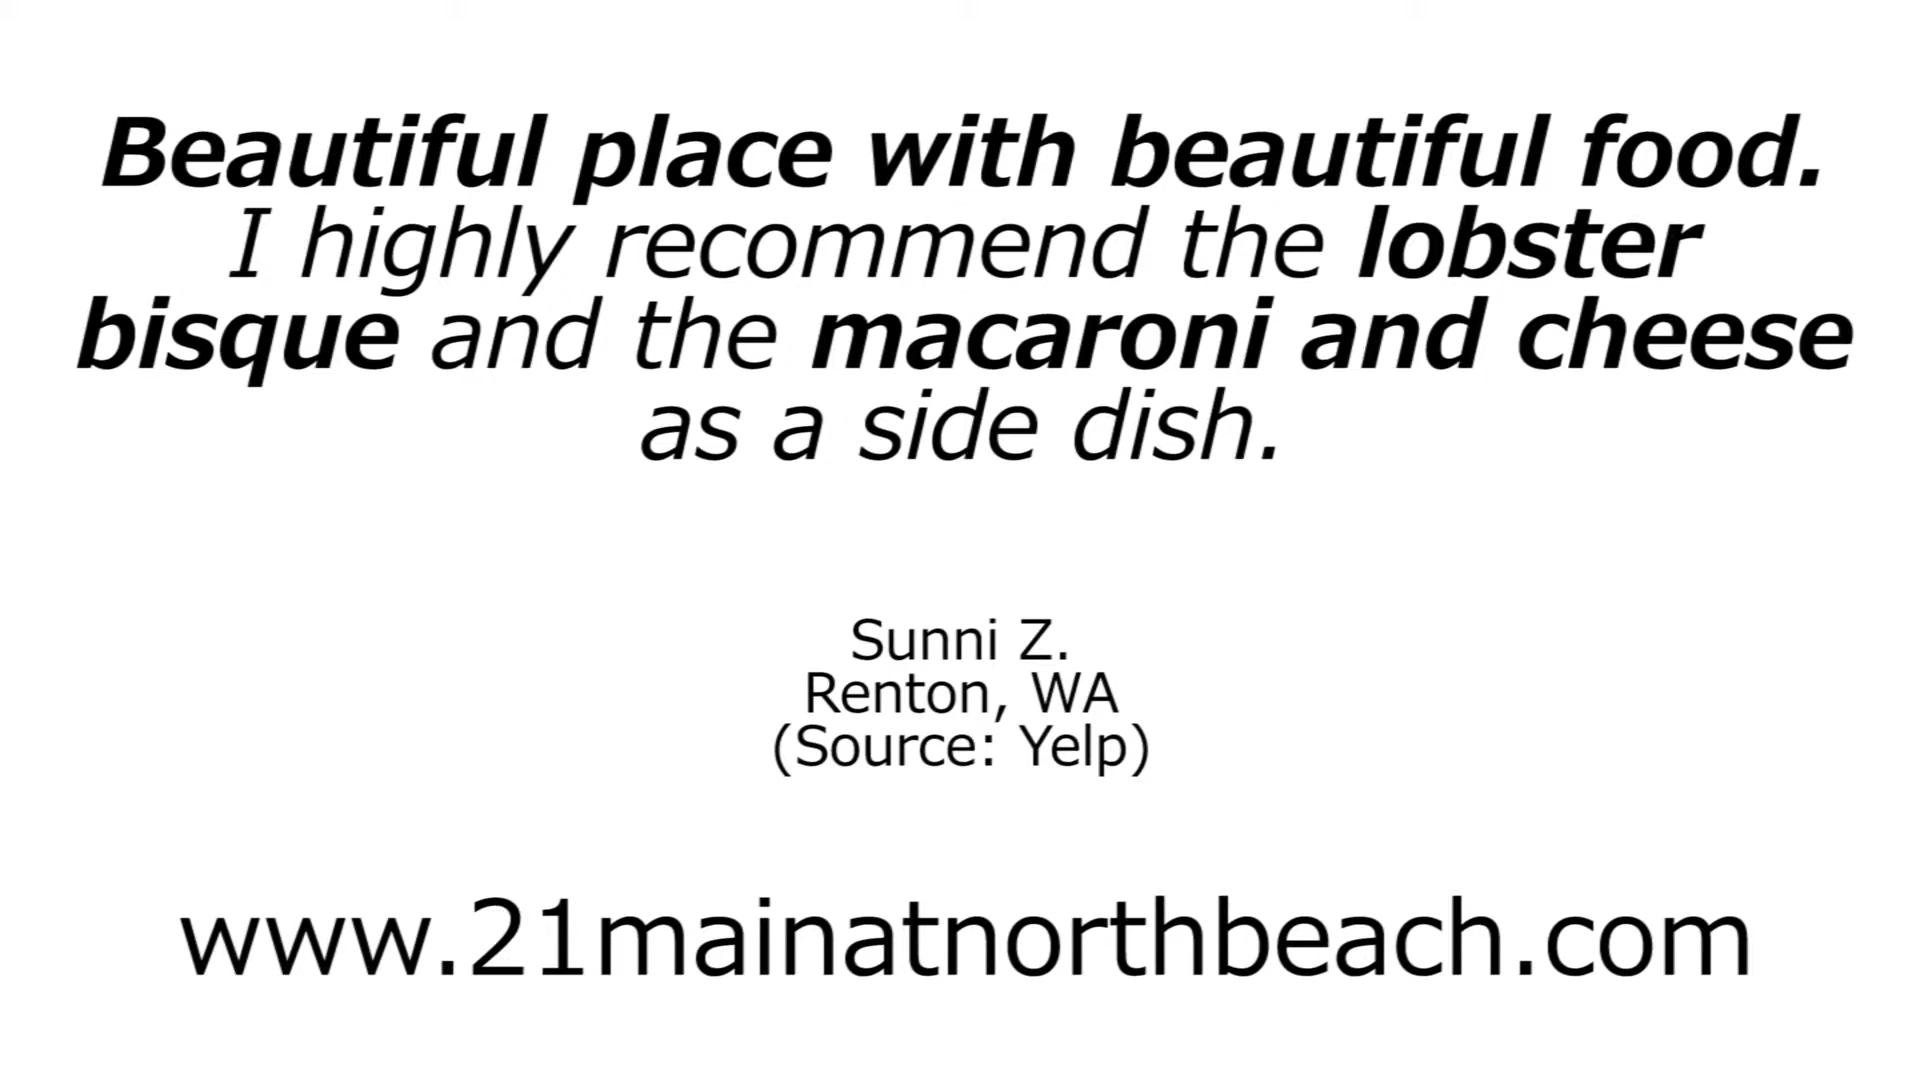 Beautiful place with beautiful food.
I highly recommend the lobster
bisque and the macaroni and cheese
as a side dish.
Sunni Z.
Renton, WA
(Source: Yelp)
www.21mainatnorthbeach.com